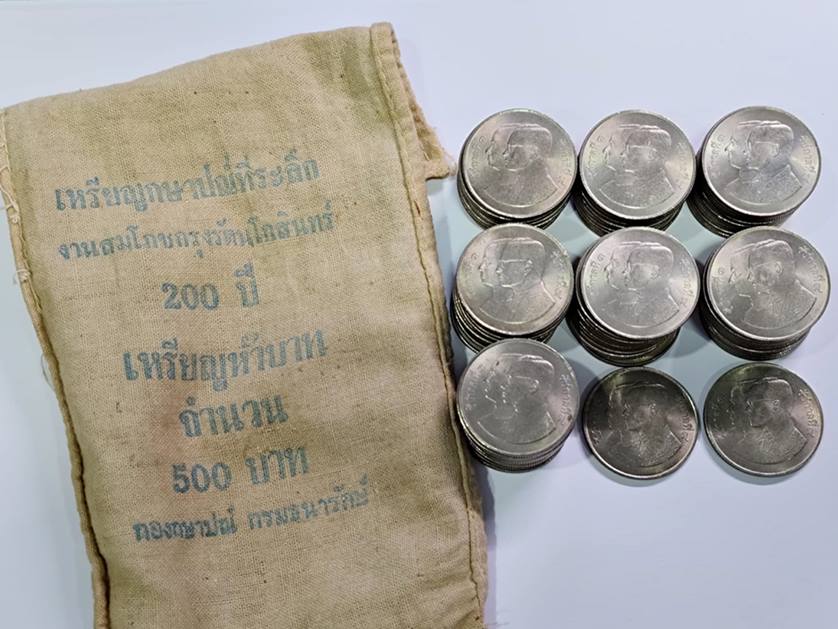 เหรียญกษาปณ์ที่ระลึก
งานสมโภชกรุงรัตนโกสินทร์
200 ปี
เหรียญห้าบาท
จำนวน
500 บาท
กองกษาปณ์ กรมธนารักษ์